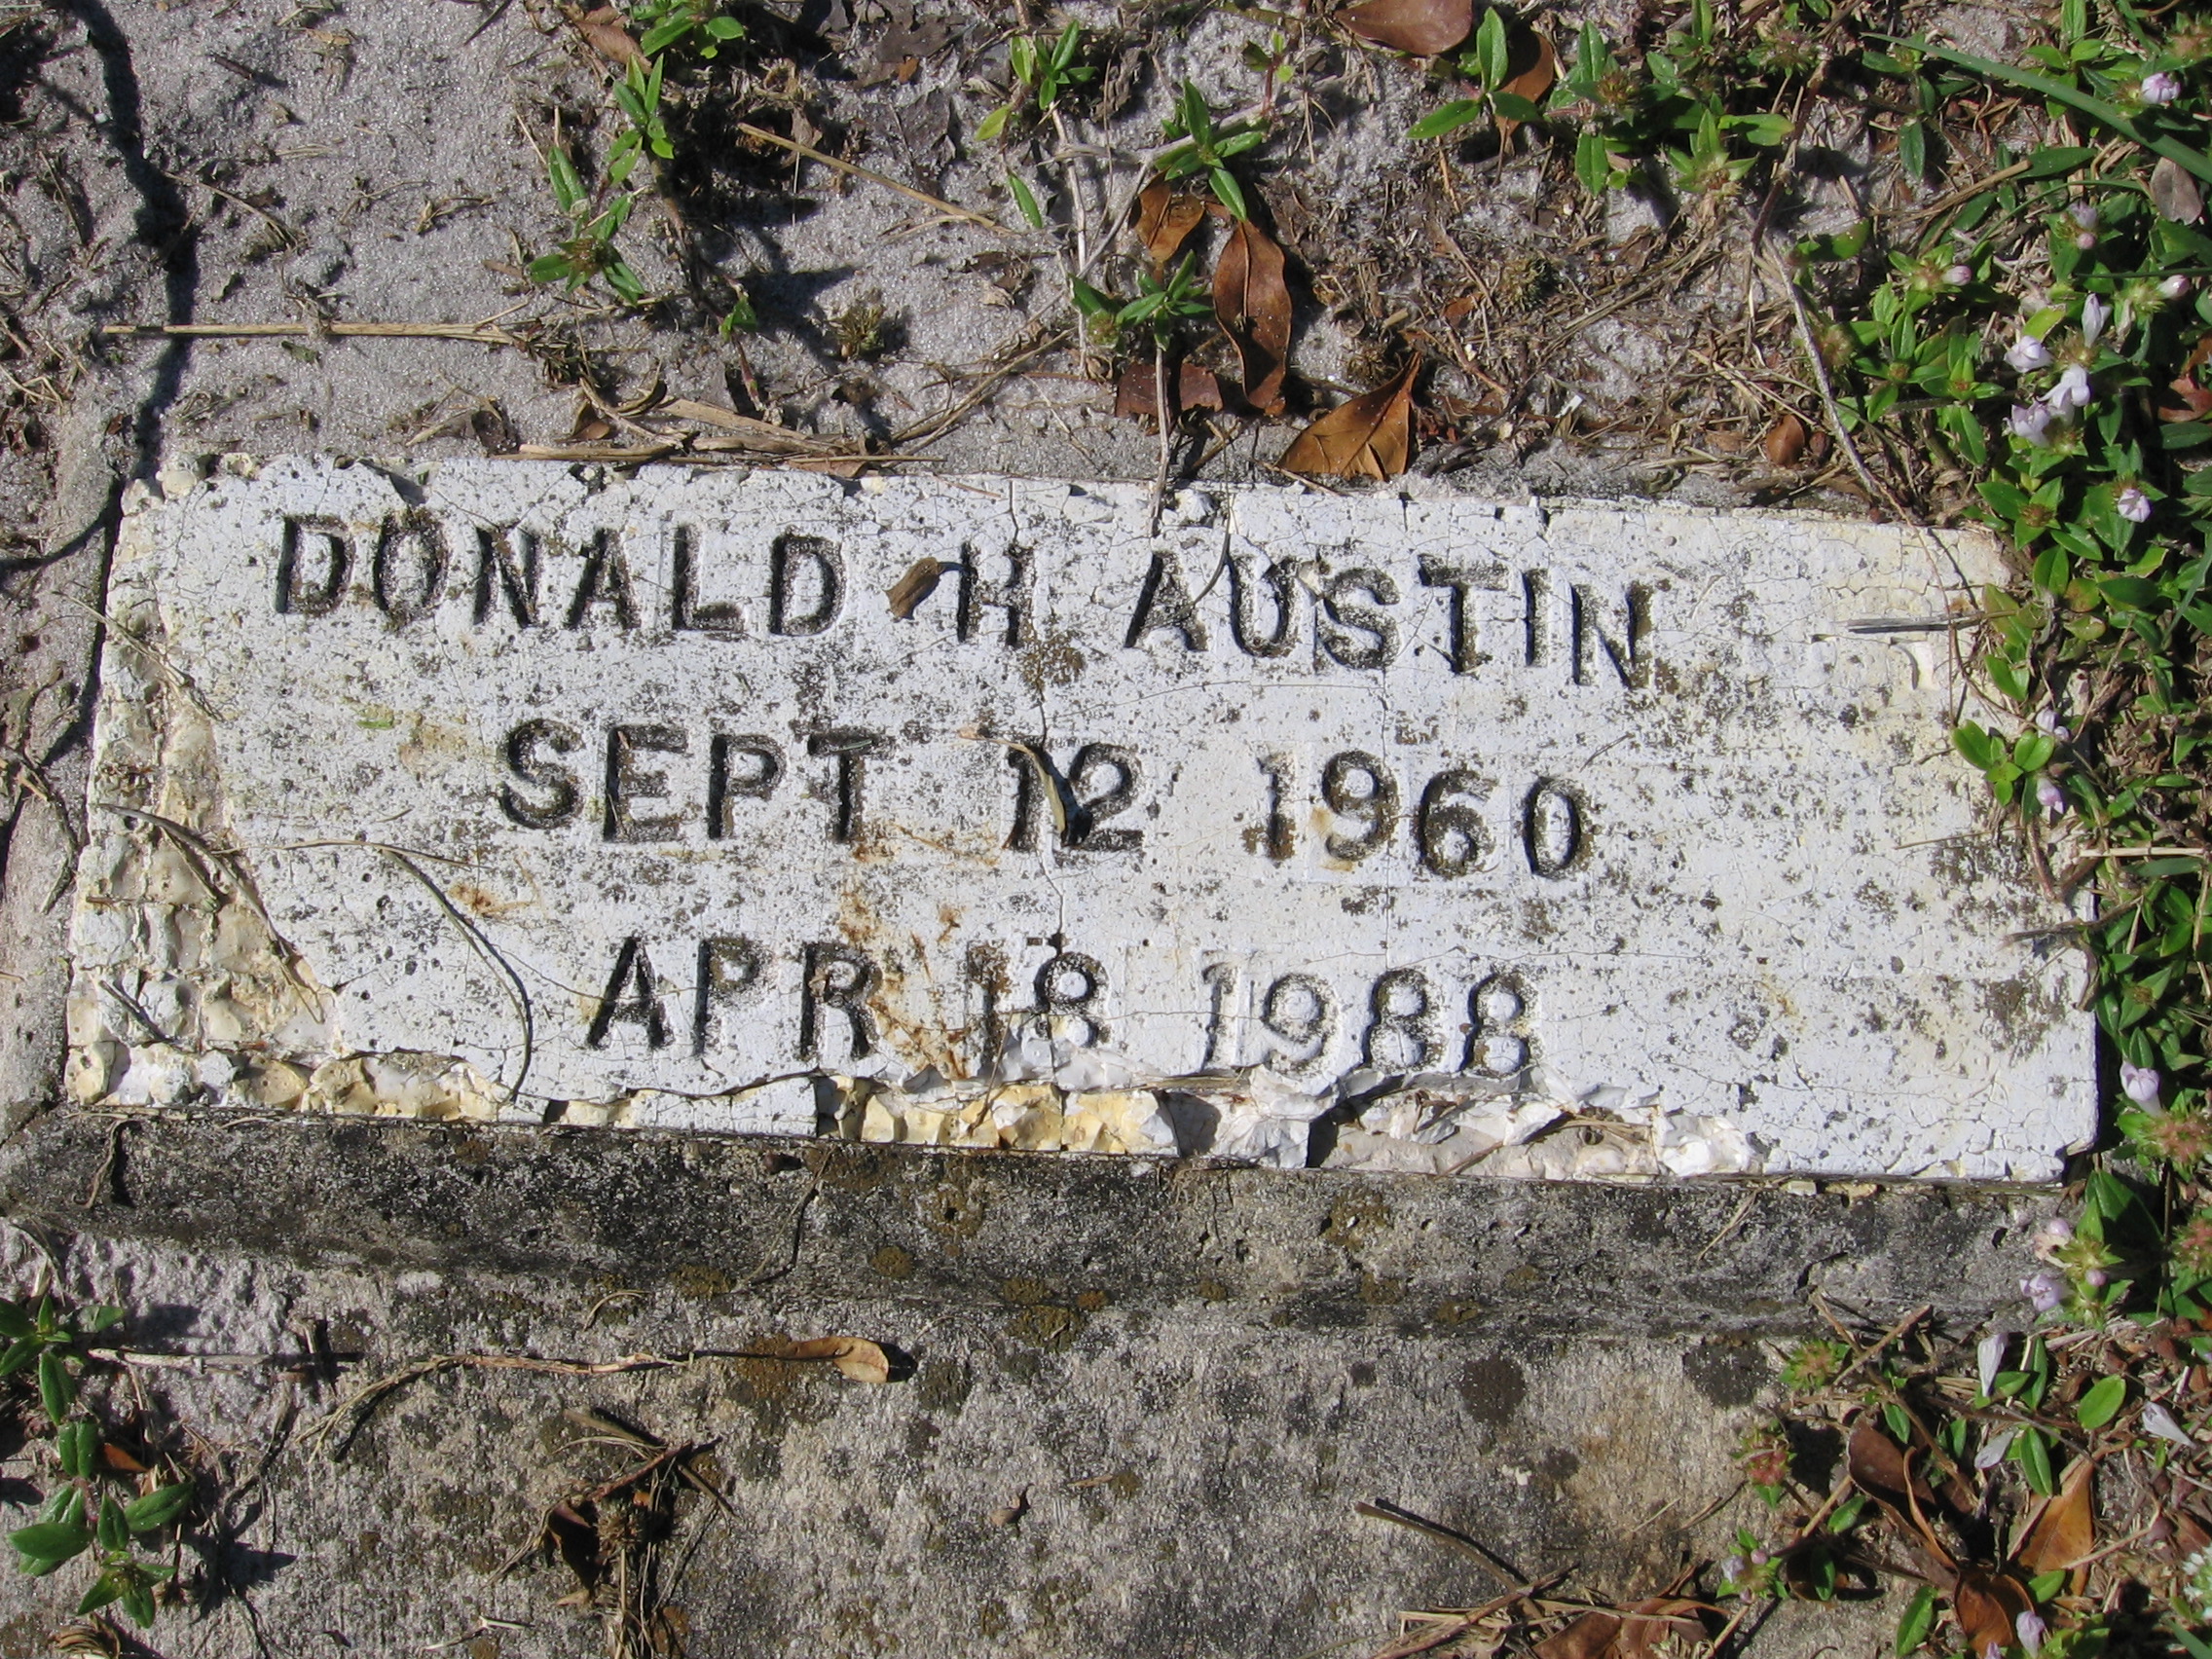 DONALD H AUSTIN
SEPT 12 1960
APR 18 1988